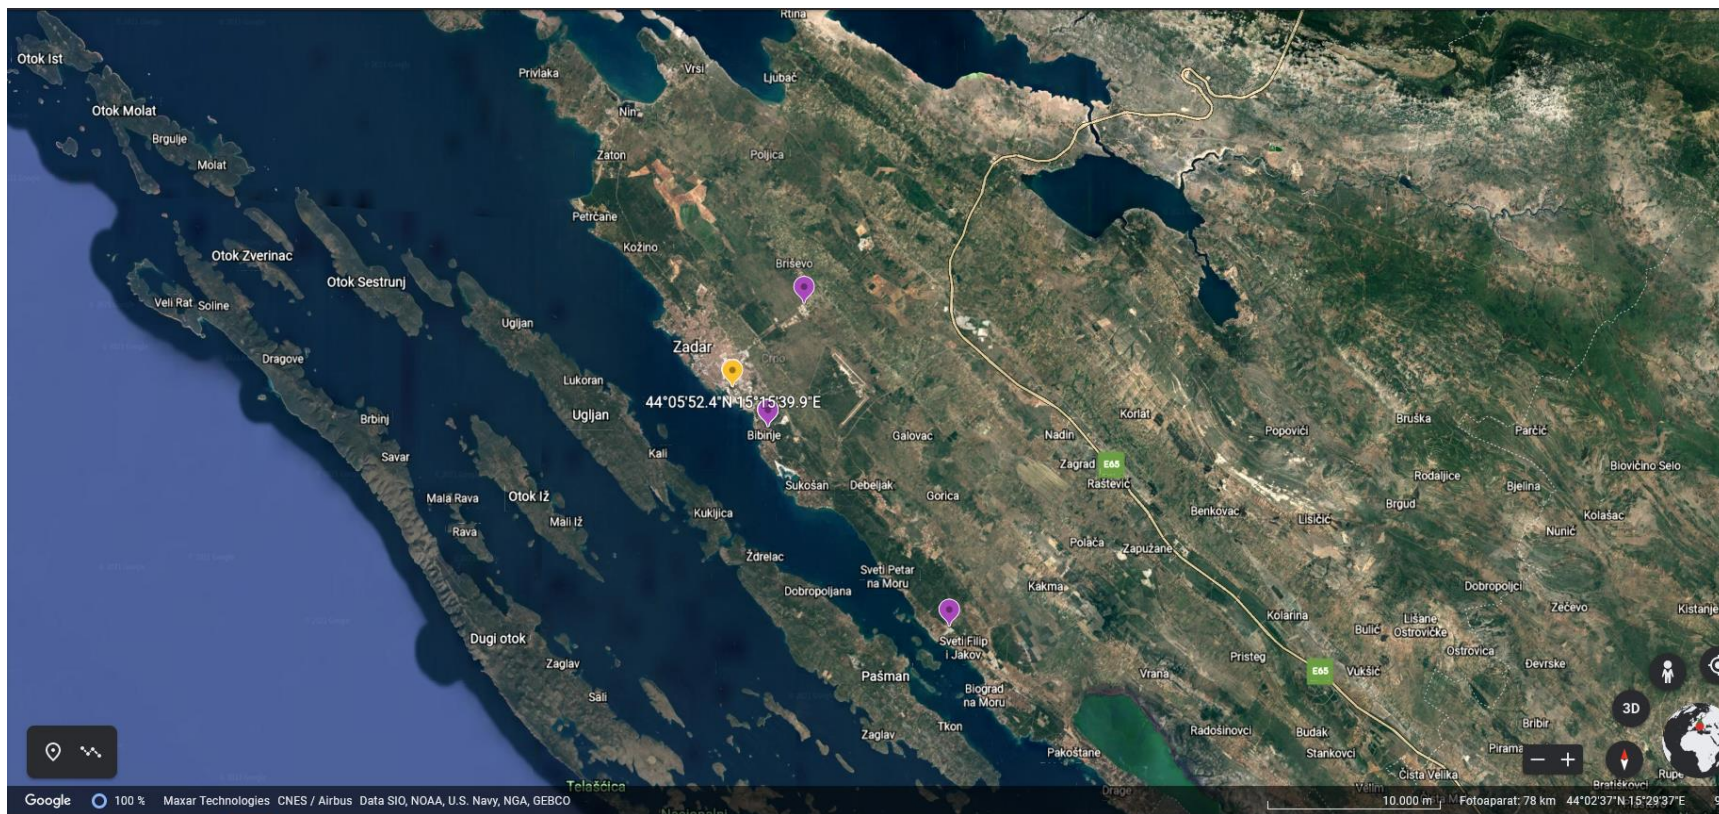 Rtina
Otok Ist
Privlaka
Vrsi
Ljubač
Otok Molat
Nin
Brgulje
Zaton
Poljica
Molat
Petrčane
Kožino
Otok Zverinac
Briševo
Otok Sestrunj
Veli Rat
Soline
Ugljan
Zadar
Crno
Dragove
Lukoran
44°05'52.4"N 15°15'39.9"E
Ugljan
Brbinj
Korlat
Bruška
Popovići
Parčić
Bibinje
Galovac
Nadin
Kali
Savar
Zagrad
E65
Biovičino Selo
Raštević
Rodaljice
Bjelina
Sukošan
Debeljak
Gorica
Mala Rava
Otok Iž
Brgud
Benkovac
Kukljica
Lisičić
Kolašac
Mali Iž
Rava
Nunić
Polača
Zapužane
Ždrelac
Sveti Petar
na Moru
Dobropoljana
Kakma
Dobropoljci
Zečevo
Kistanje
Kolarina
Lišane
Ostrovičke
Bulić
Dugi otok
Sveti Filip
i Jakov
Ostrovica
Pristeg
Zaglav
Đevrske
E65
Vukšić
Vrana
Pašman
Biograd
na Moru
Sali
3D
Tkon
Zaglav
Radošinovci
Budak
Bribir
Pakoštane
Stankovci
Pirama
Čista Velika
Rupe
Telašćica
Bratiškovci
Drage
Velim
Google
100 %
Maxar Technologies CNES / Airbus Data SIO, NOAA, U.S. Navy, NGA, GEBCO
10.000 m
Fotoaparat: 78 km
44°02'37"N 15°29'37"E